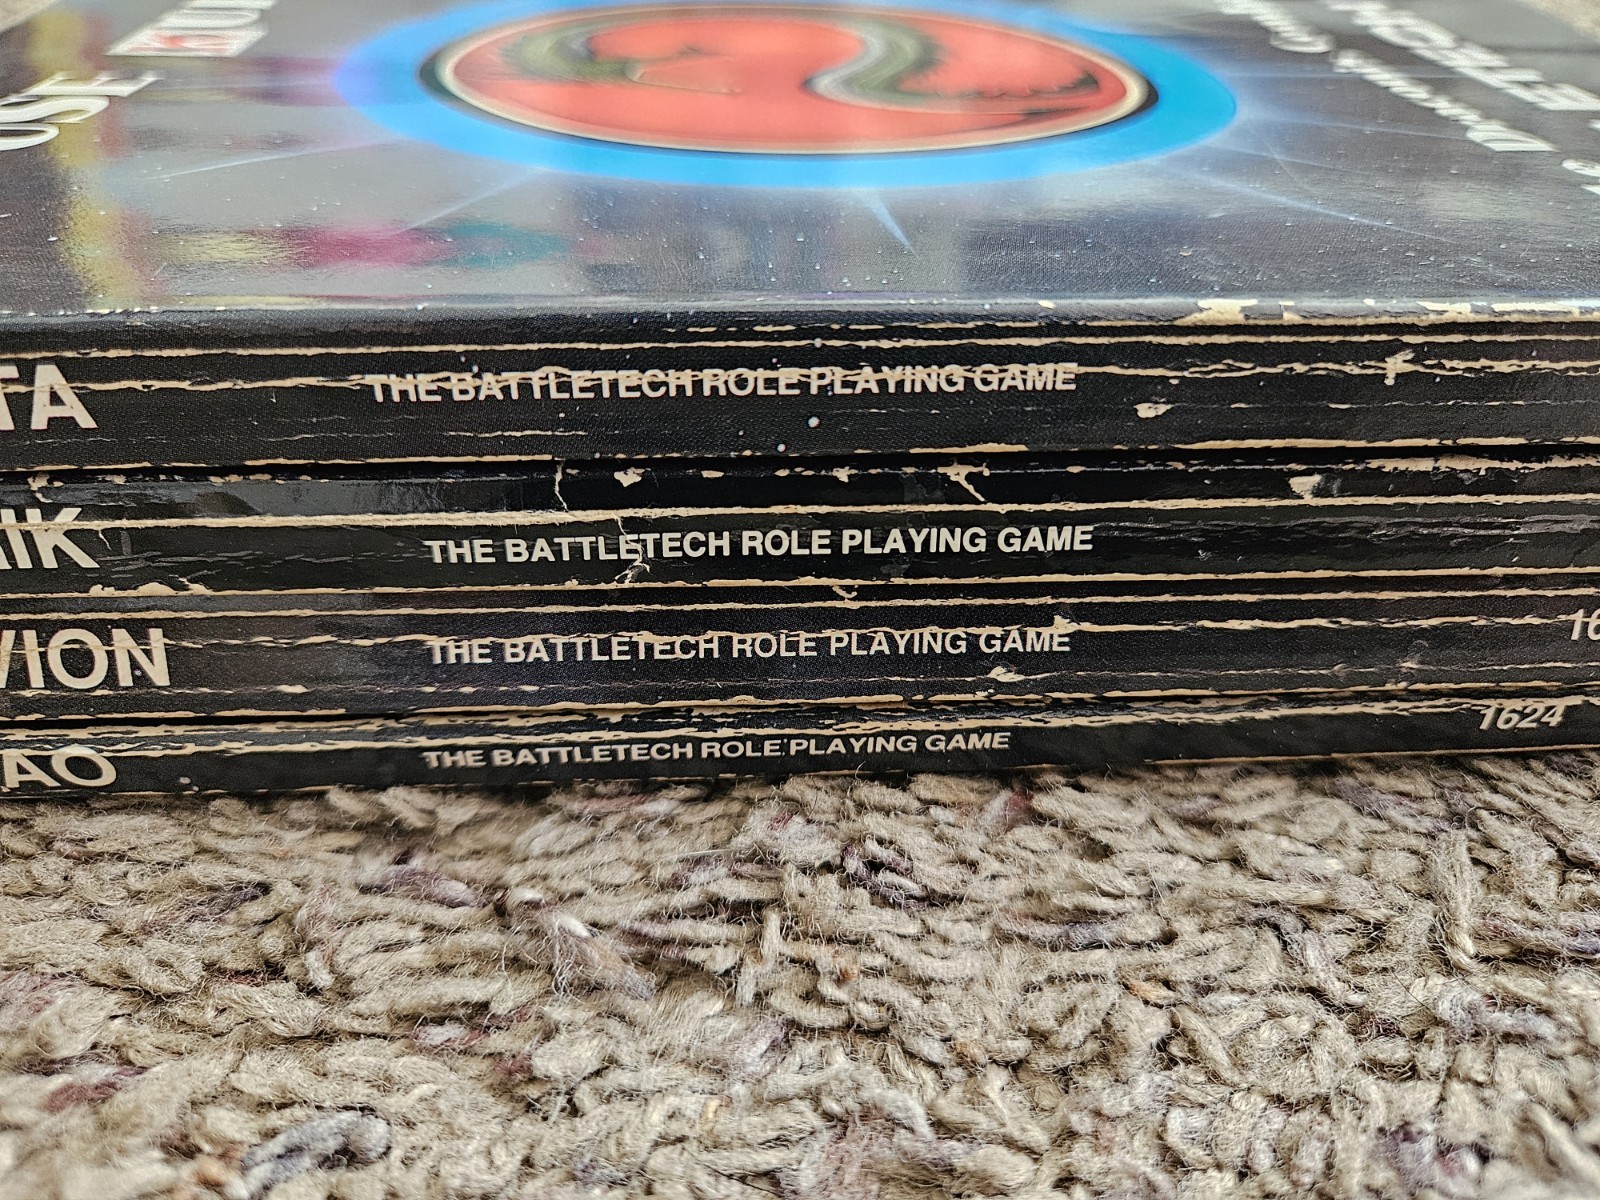 TA THE BATTLETECH ROLE PLAYING GAME
IK THE BATTLETECH ROLE PLAYING GAME
VION THE BATTLETECH ROLE PLAYING GAME 16
AO THE BATTLETECH ROLE PLAYING GAME 1624